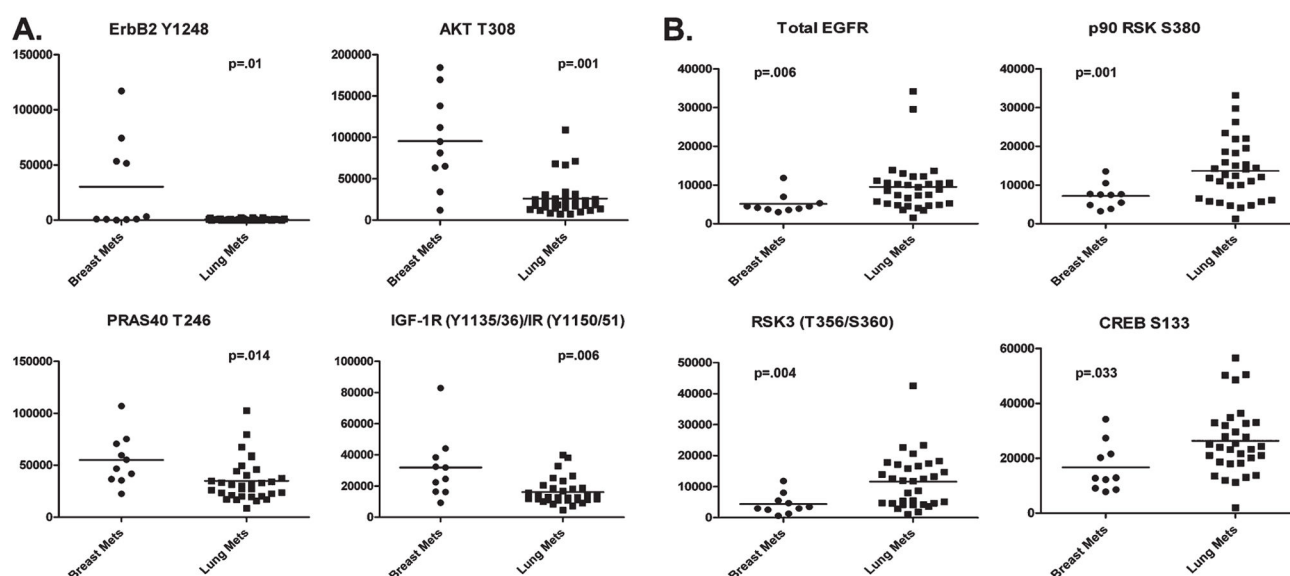 A.
ErbB2 Y1248
150000
100000
50000
0
p=.01
Breast Mets
Lung Mets
AKT T308
200000
150000
100000
50000
0
p=.001
Breast Mets
Lung Mets
PRAS40 T246
150000
100000
50000
0
p=.014
Breast Mets
Lung Mets
IGF-1R (Y1135/36)/IR (Y1150/51)
100000
80000
60000
40000
20000
0
p=.006
Breast Mets
Lung Mets
B.
Total EGFR
40000
30000
20000
10000
0
p=.006
Breast Mets
Lung Mets
p90 RSK S380
40000
30000
20000
10000
0
p=.001
Breast Mets
Lung Mets
RSK3 (T356/S360)
50000
40000
30000
20000
10000
0
p=.004
Breast Mets
Lung Mets
CREB S133
60000
40000
20000
0
p=.033
Breast Mets
Lung Mets